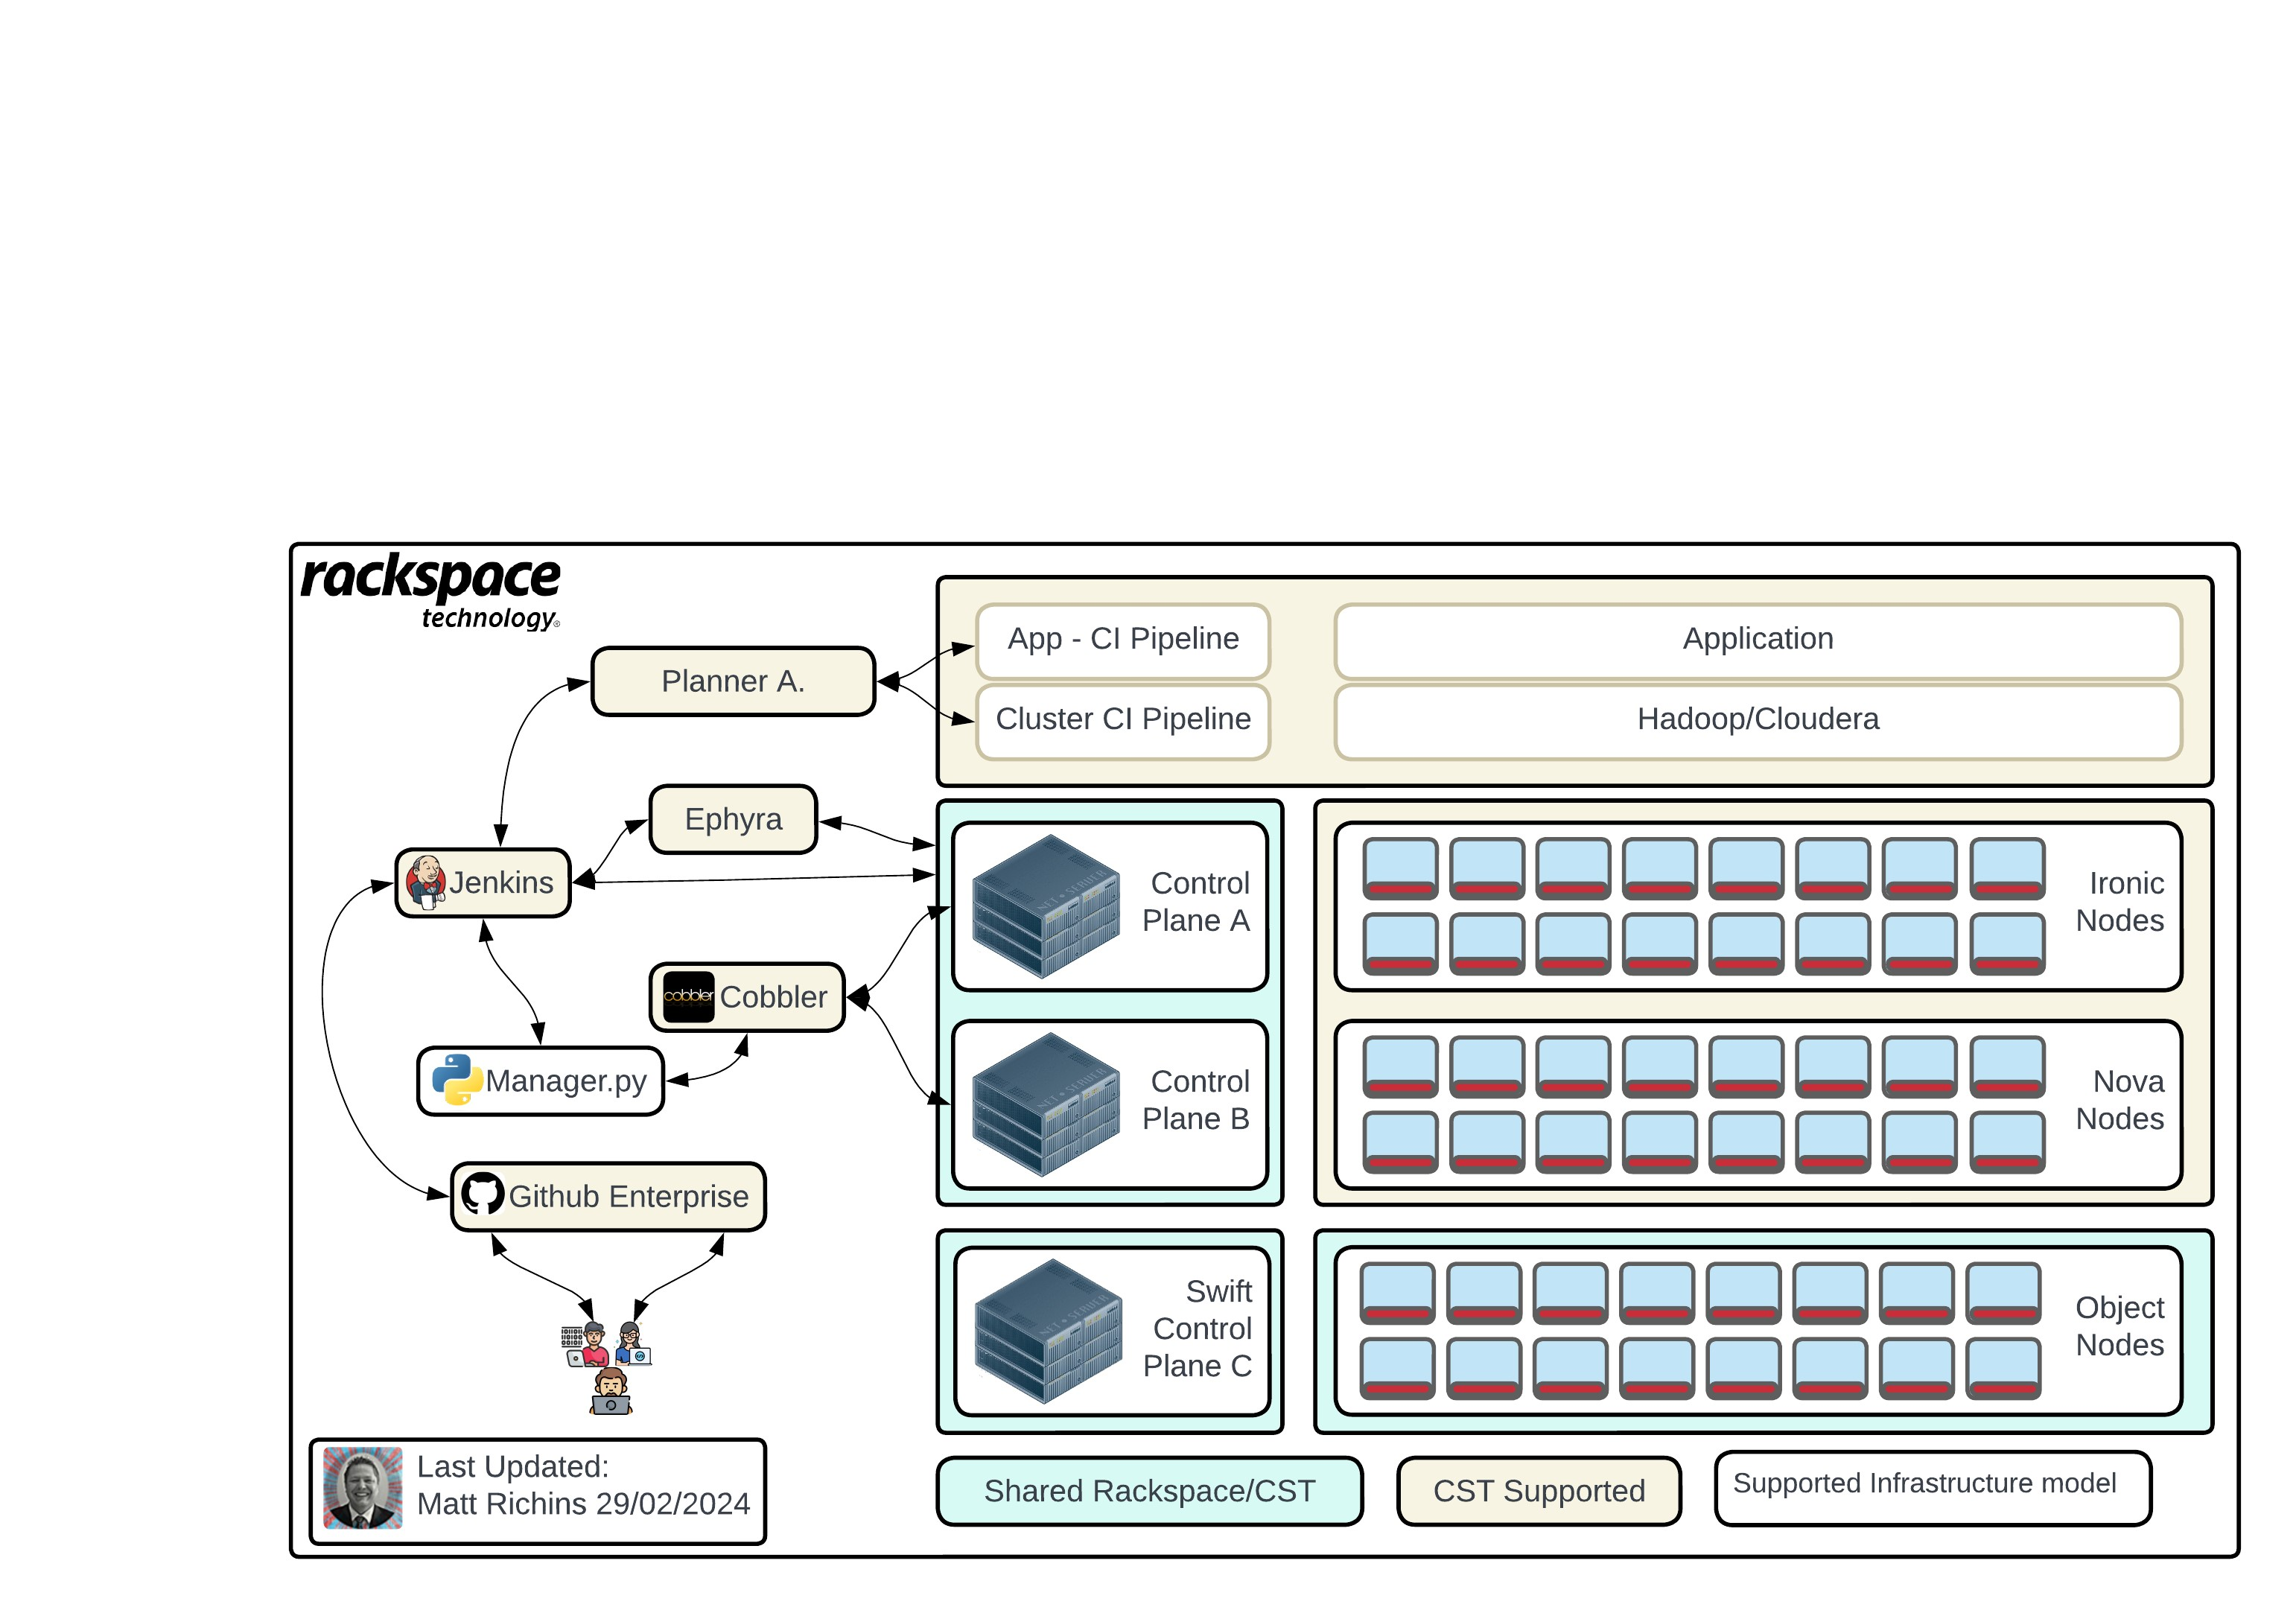 rackspace
technology®
App - CI Pipeline
Application
Planner A.
Cluster CI Pipeline
Hadoop/Cloudera
Ephyra
Jenkins
Control
Plane A
Ironic
Nodes
cobbler
Cobbler
Manager.py
Control
Plane B
Nova
Nodes
Github Enterprise
Swift
Control
Plane C
Object
Nodes
Last Updated:
Matt Richins 29/02/2024
Shared Rackspace/CST
CST Supported
Supported Infrastructure model